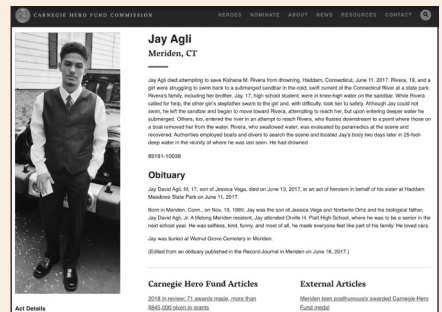 CARNEGIE HERO FUND COMMISSION
HEROES NOMINATE ABOUT NEWS RESOURCES CONTACT
Jay Agli
Meriden, CT
Jay Agli died attempting to save Kishana M. Rivera from drowning, Haddam, Connecticut, June 11, 2017. Rivera, 19, and a
girl were struggling to swim back to a submerged sandbar in the cold, swift current of the Connecticut River at a state park.
Rivera's family, including her brother, Jay, 17, high school student, were in knee-high water on the sandbar. While Rivera
called for help, the other girl's stepfather swam to the girl and, with difficulty, took her to safety. Although Jay could not
swim, he left the sandbar and began to move toward Rivera, attempting to reach her, but upon entering deeper water he
submerged. Others, too, entered the river in an attempt to reach Rivera, who floated downstream to a point where those on
a boat removed her from the water. Rivera, who swallowed water, was evaluated by paramedics at the scene and
recovered. Authorities employed boats and divers to search the scene and located Jay's body two days later in 25-foot-
deep water in the vicinity of where he was last seen. He had drowned
89191-10038
Obituary
Jay David Agli, III, 17, son of Jessica Vega, died on June 13, 2017, in an act of heroism in behalf of his sister at Haddam
Meadows State Park on June 11, 2017.
Born in Meriden, Conn., on Nov. 19, 1999, Jay was the son of Jessica Vega and Norberto Ortiz and his biological father,
Jay David Agli, Jr. A lifelong Meriden resident, Jay attended Orville H. Platt High School, where he was to be a senior in the
next school year. He was selfless, kind, funny, and most of all, he made everyone feel like part of his family. He loved cars.
Jay was buried at Walnut Grove Cemetery in Meriden.
(Edited from an obituary published in the Record-Journal in Meriden on June 16, 2017.)
Act Details
Carnegie Hero Fund Articles
2018 in review: 71 awards made, more than
$845,000 given in grants
External Articles
Meriden teen posthumously awarded Carnegie Hero
Fund medal